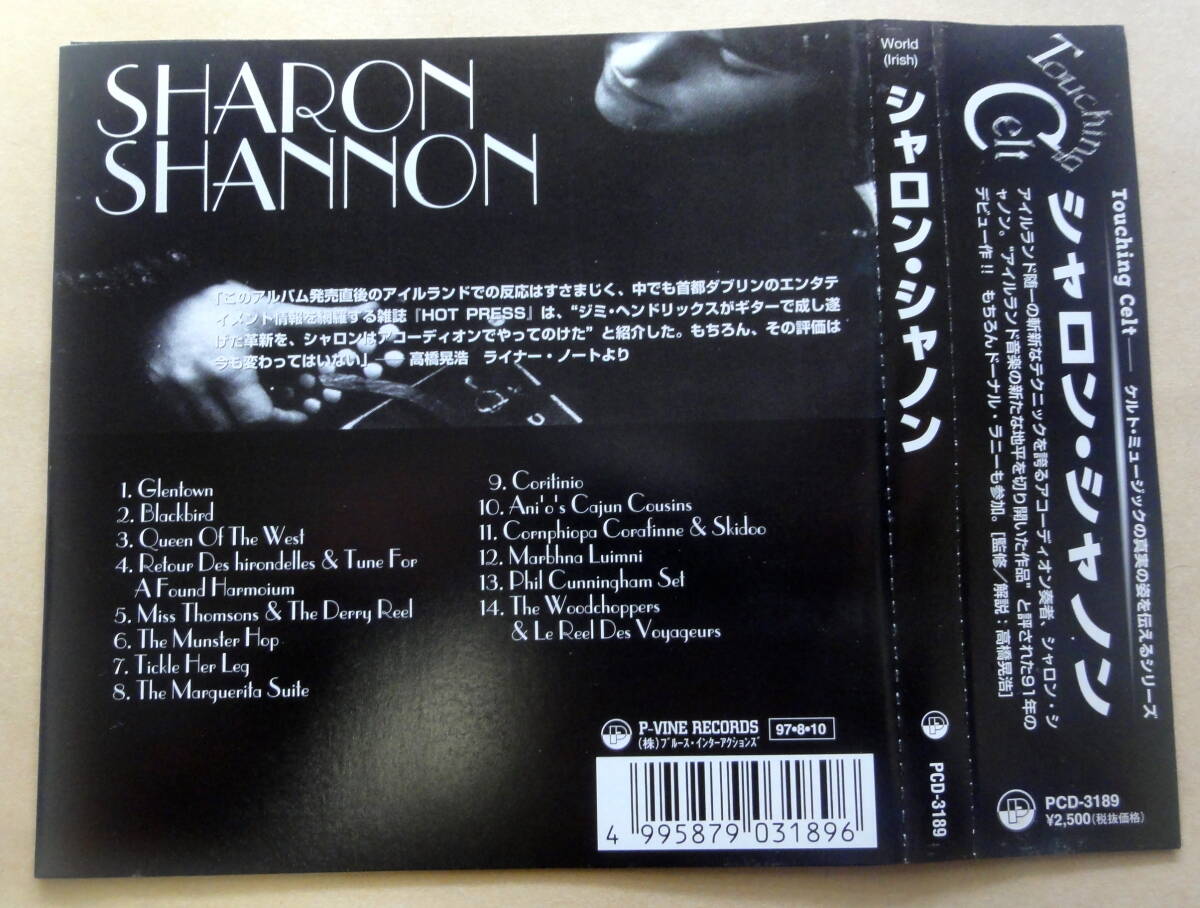 SHARON
SHANNON
「このアルバム発売直後のアイルランドでの反応はすさまじく、中でも首都ダブリンのエンタテ
イメント情報を網羅する雑誌『HOT PRESS』は、“ジミ・ヘンドリックスがギターで成し遂
げた革新を、シャロンはアコーディオンでやってのけた”と紹介した。もちろん、その評価は
今も変わってはいない」—— 高橋晃浩 ライナー・ノートより
1. Glentown
2. Blackbird
3. Queen Of The West
4. Retour Des hirondelles & Tune For
A Found Harmoium
5. Miss Thomsons & The Derry Reel
6. The Munster Hop
7. Tickle Her Leg
8. The Marguerita Suite
9. Coritinio
10. Ani'o's Cajun Cousins
11. Cornphiopa Corafinne & Skidoo
12. Marbhna Luimni
13. Phil Cunningham Set
14. The Woodchoppers
& Le Reel Des Voyageurs
P P-VINE RECORDS
(株)ブルース・インターアクションズ
97・8・10
4 995879 031896
World
(Irish)
シャロン・シャノン
P
PCD-3189
Touching
Celt
Touching Celt —— ケルト・ミュージックの真実の姿を伝えるシリーズ
シャロン・シャノン
アイルランド随一の斬新なテクニックを誇るアコーディオン奏者、シャロン・シ
ャノン。“アイルランド音楽の新たな地平を切り開いた作品”と評された91年の
デビュー作!! もちろんドーナル・ラニーも参加。[監修/解説:高橋晃浩]
P
PCD-3189
¥2,500(税抜価格)